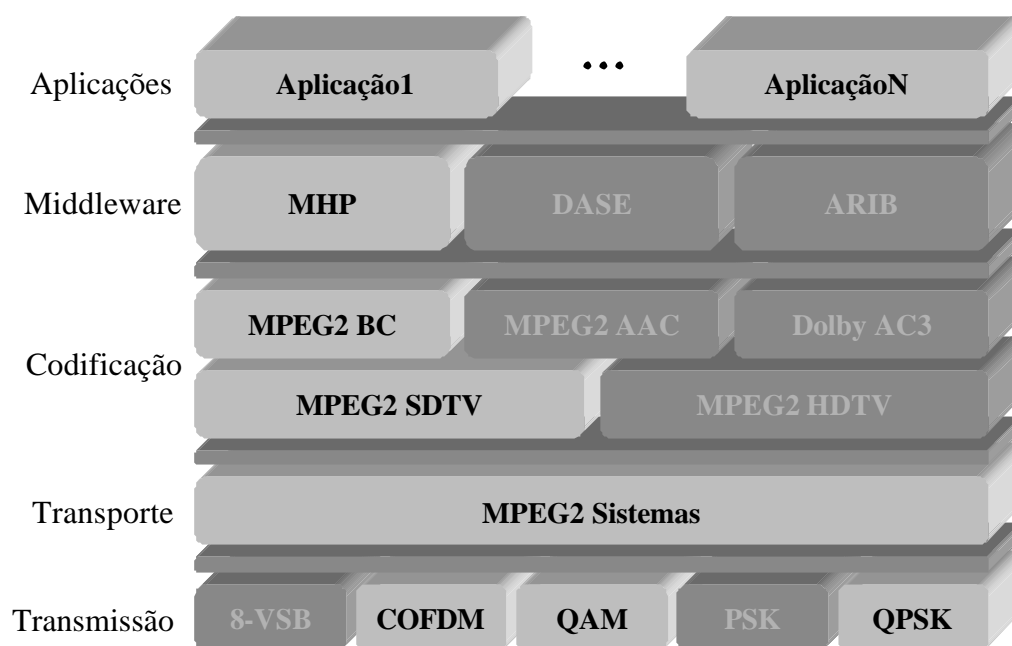 Aplicações Aplicação1 ... AplicaçãoN
Middleware MHP DASE ARIB
MPEG2 BC MPEG2 AAC Dolby AC3
Codificação
MPEG2 SDTV MPEG2 HDTV
Transporte MPEG2 Sistemas
Transmissão 8-VSB COFDM QAM PSK QPSK